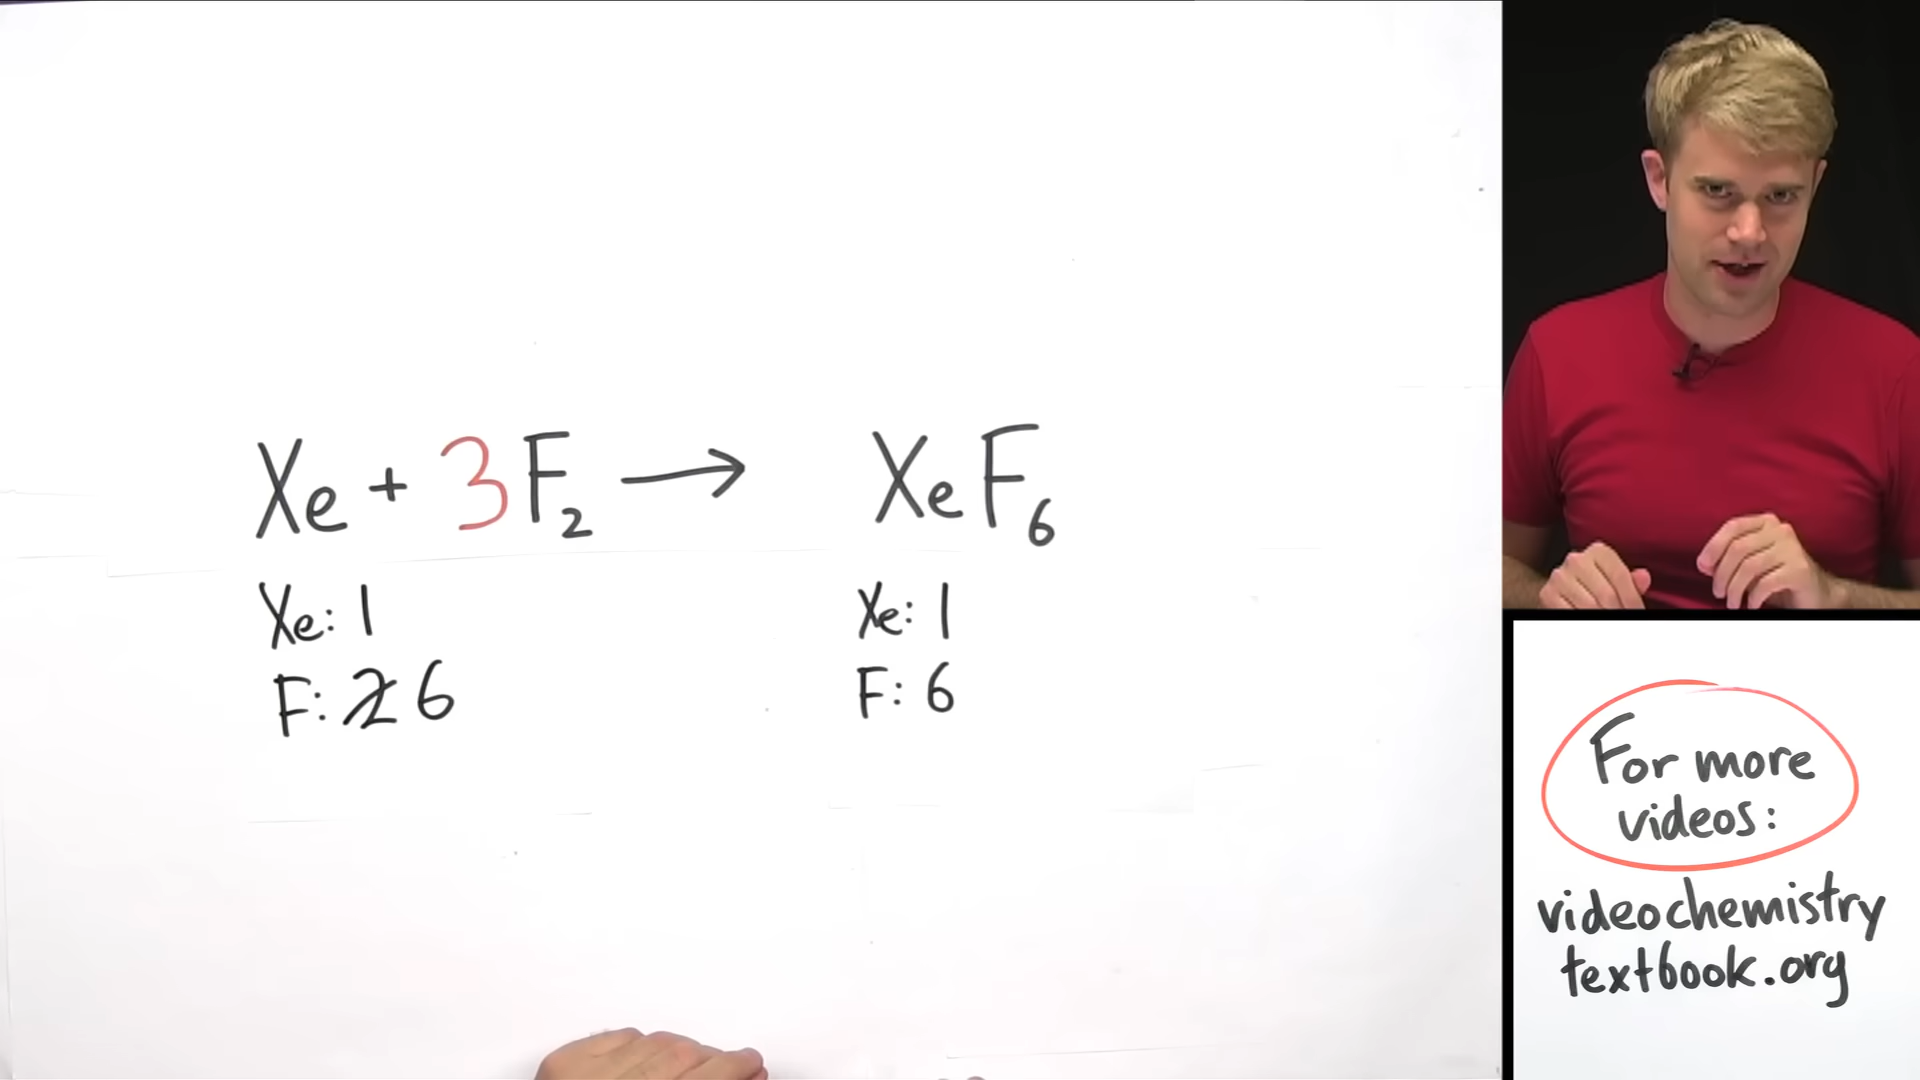 Xe + 3F₂ → XeF₆
Xe: 1
F: 2 6
Xe: 1
F: 6
For more
videos:
videochemistry
textbook.org